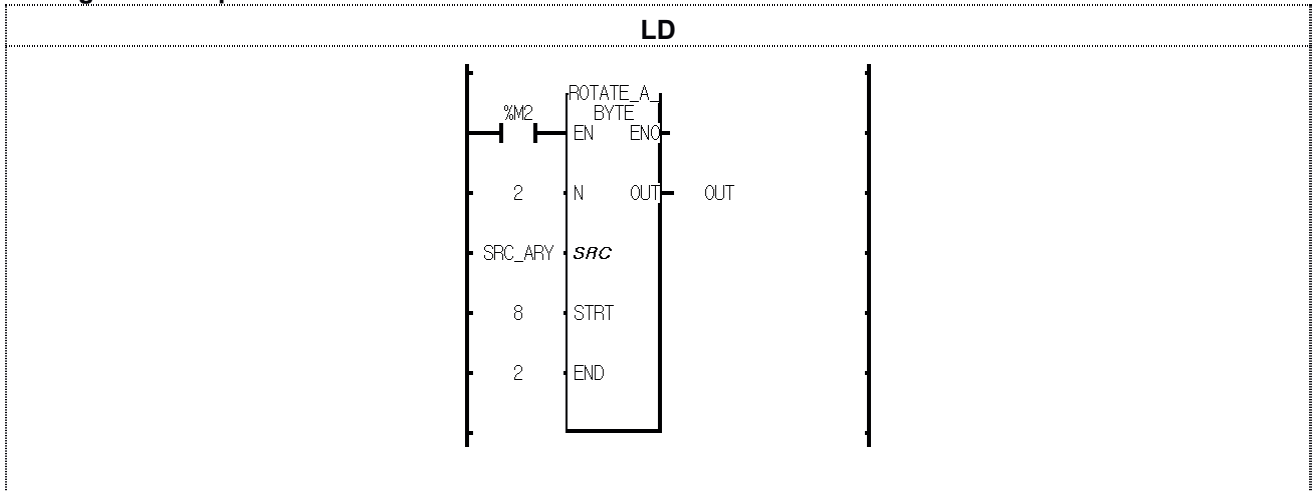 LD
ROTATE_A_
%M2 BYTE
EN ENO
2 N OUT OUT
SRC_ARY SRC
8 STRT
2 END